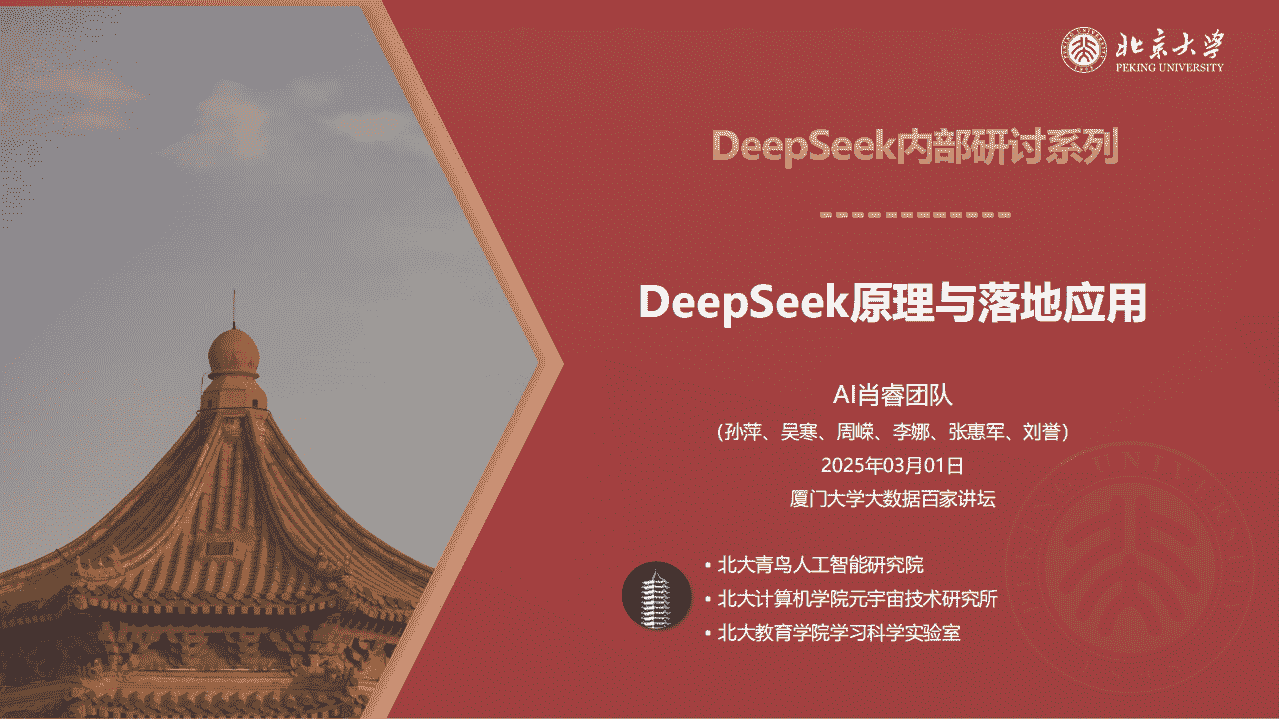 北京大学
PEKING UNIVERSITY
DeepSeek内部研讨系列
DeepSeek原理与落地应用
AI肖睿团队
（孙萍、吴寒、周嵘、李娜、张惠军、刘誉）
2025年03月01日
厦门大学大数据百家讲坛
• 北大青鸟人工智能研究院
• 北大计算机学院元宇宙技术研究所
• 北大教育学院学习科学实验室